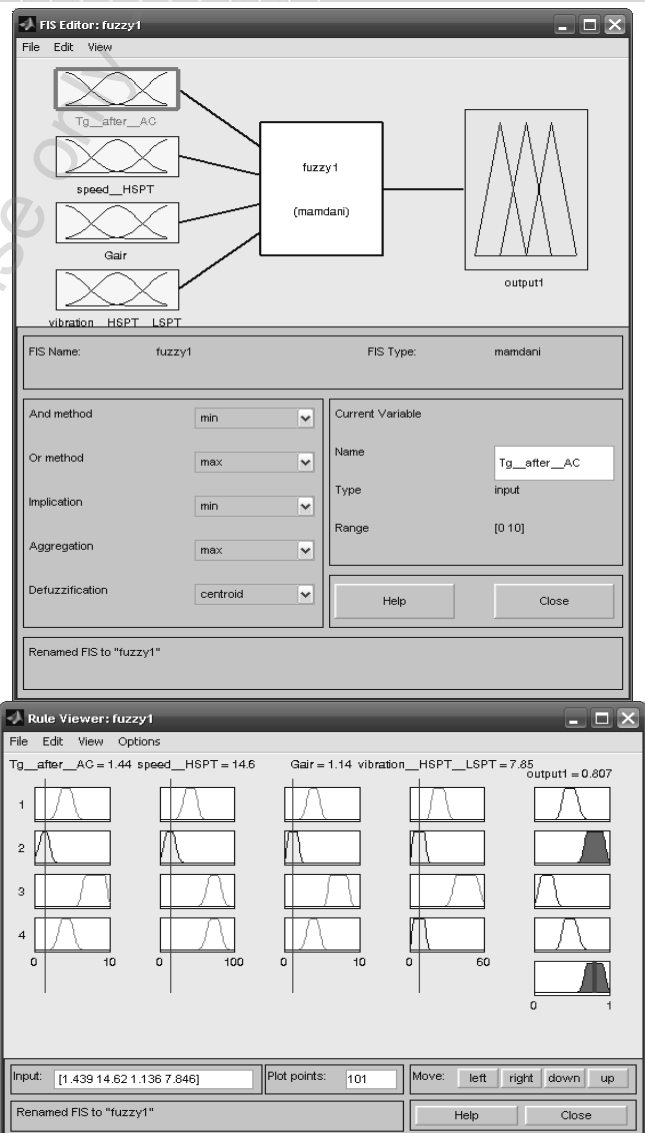 FIS Editor: fuzzy1
File Edit View
Tg__after__AC
speed__HSPT
Gair
vibration__HSPT__LSPT
fuzzy1
(mamdani)
output1
FIS Name: fuzzy1 FIS Type: mamdani
And method min
Or method max
Implication min
Aggregation max
Defuzzification centroid
Current Variable
Name Tg__after__AC
Type input
Range [0 10]
Help Close
Renamed FIS to "fuzzy1"
Rule Viewer: fuzzy1
File Edit View Options
Tg__after__AC = 1.44 speed__HSPT = 14.6 Gair = 1.14 vibration__HSPT__LSPT = 7.85
output1 = 0.807
1
2
3
4
0 10 0 100 0 10 0 60
0 1
Input: [1.439 14.62 1.136 7.846] Plot points: 101 Move: left right down up
Renamed FIS to "fuzzy1" Help Close